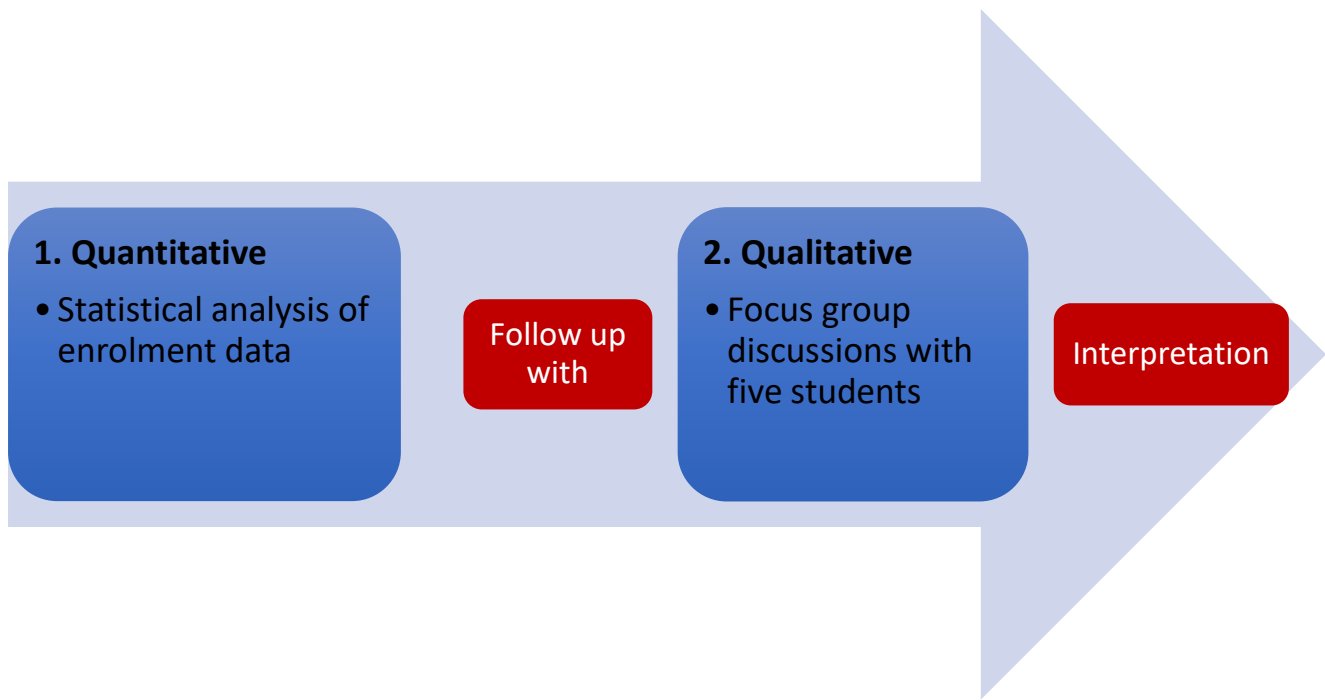 1. Quantitative
• Statistical analysis of
enrolment data
Follow up
with
2. Qualitative
• Focus group
discussions with
five students
Interpretation